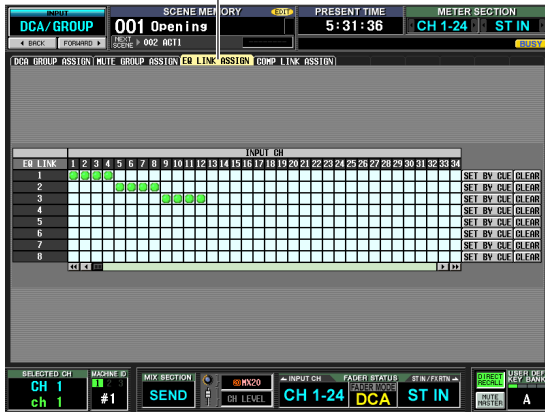 INPUT
DCA/GROUP
BACK
FORWARD
SCENE MEMORY
EDIT
001 Opening
NEXT SCENE
002 ACT1
PRESENT TIME
5:31:36
METER SECTION
CH 1-24
ST IN
BUSY
DCA GROUP ASSIGN MUTE GROUP ASSIGN EQ LINK ASSIGN COMP LINK ASSIGN
INPUT CH
EQ LINK 1 2 3 4 5 6 7 8 9 10 11 12 13 14 15 16 17 18 19 20 21 22 23 24 25 26 27 28 29 30 31 32 33 34
1 SET BY CUE CLEAR
2 SET BY CUE CLEAR
3 SET BY CUE CLEAR
4 SET BY CUE CLEAR
5 SET BY CUE CLEAR
6 SET BY CUE CLEAR
7 SET BY CUE CLEAR
8 SET BY CUE CLEAR
SELECTED CH
CH 1
ch 1
MACHINE ID
1 2 3
#1
MIX SECTION
SEND
MX20
CH LEVEL
INPUT CH
CH 1-24
FADER STATUS
FADER MODE
DCA
ST IN/FXRTN
ST IN
DIRECT RECALL
MUTE MASTER
USER DEF
KEY BANK
A